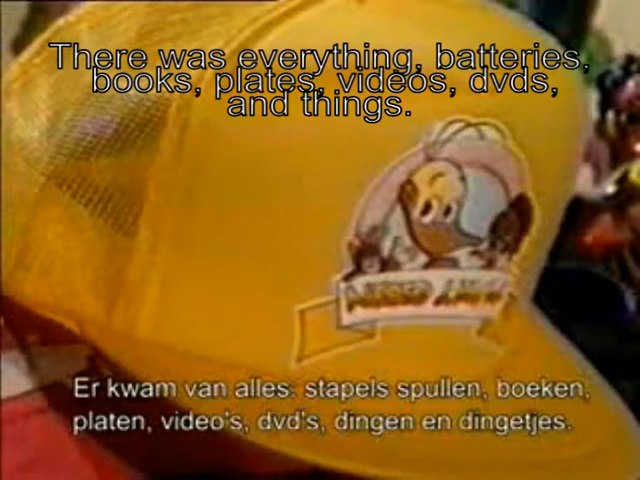 There was everything, batteries,
books, plates, videos, dvds,
and things.
Er kwam van alles: stapels spullen, boeken,
platen, video's, dvd's, dingen en dingetjes.